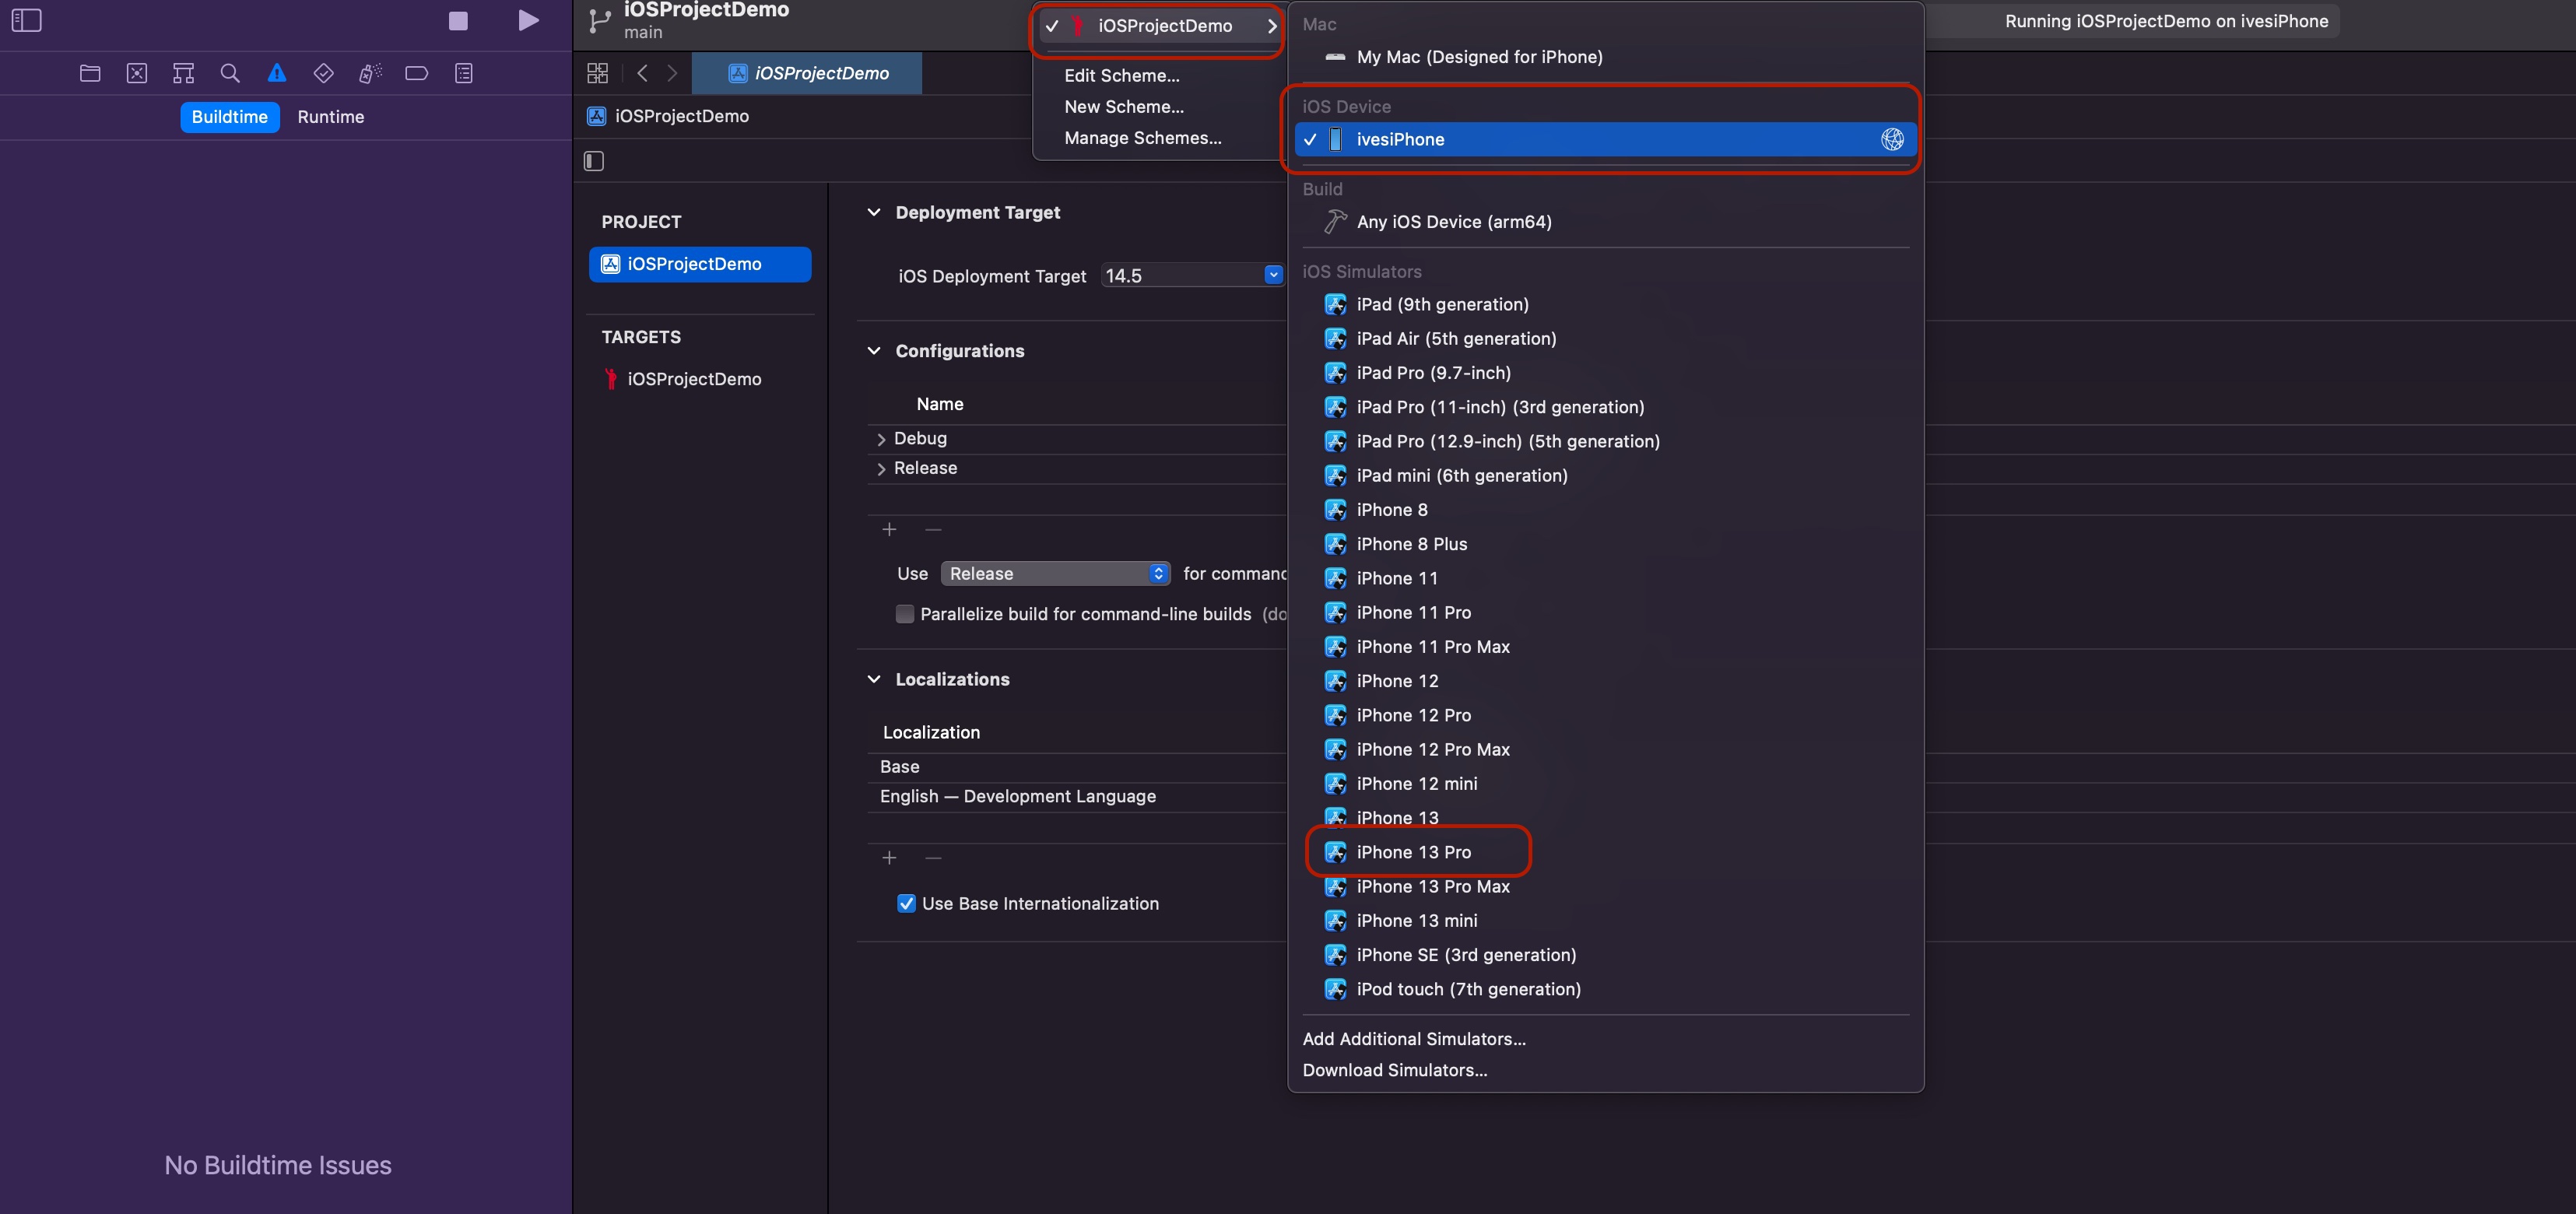 iOSProjectDemo
main
Buildtime
Runtime
No Buildtime Issues
iOSProjectDemo
iOSProjectDemo
PROJECT
iOSProjectDemo
TARGETS
iOSProjectDemo
Deployment Target
iOS Deployment Target 14.5
Configurations
Name
Debug
Release
Use Release for command
Parallelize build for command-line builds (do
Localizations
Localization
Base
English — Development Language
Use Base Internationalization
iOSProjectDemo
Edit Scheme...
New Scheme...
Manage Schemes...
Mac
My Mac (Designed for iPhone)
iOS Device
ivesiPhone
Build
Any iOS Device (arm64)
iOS Simulators
iPad (9th generation)
iPad Air (5th generation)
iPad Pro (9.7-inch)
iPad Pro (11-inch) (3rd generation)
iPad Pro (12.9-inch) (5th generation)
iPad mini (6th generation)
iPhone 8
iPhone 8 Plus
iPhone 11
iPhone 11 Pro
iPhone 11 Pro Max
iPhone 12
iPhone 12 Pro
iPhone 12 Pro Max
iPhone 12 mini
iPhone 13
iPhone 13 Pro
iPhone 13 Pro Max
iPhone 13 mini
iPhone SE (3rd generation)
iPod touch (7th generation)
Add Additional Simulators...
Download Simulators...
Running iOSProjectDemo on ivesiPhone